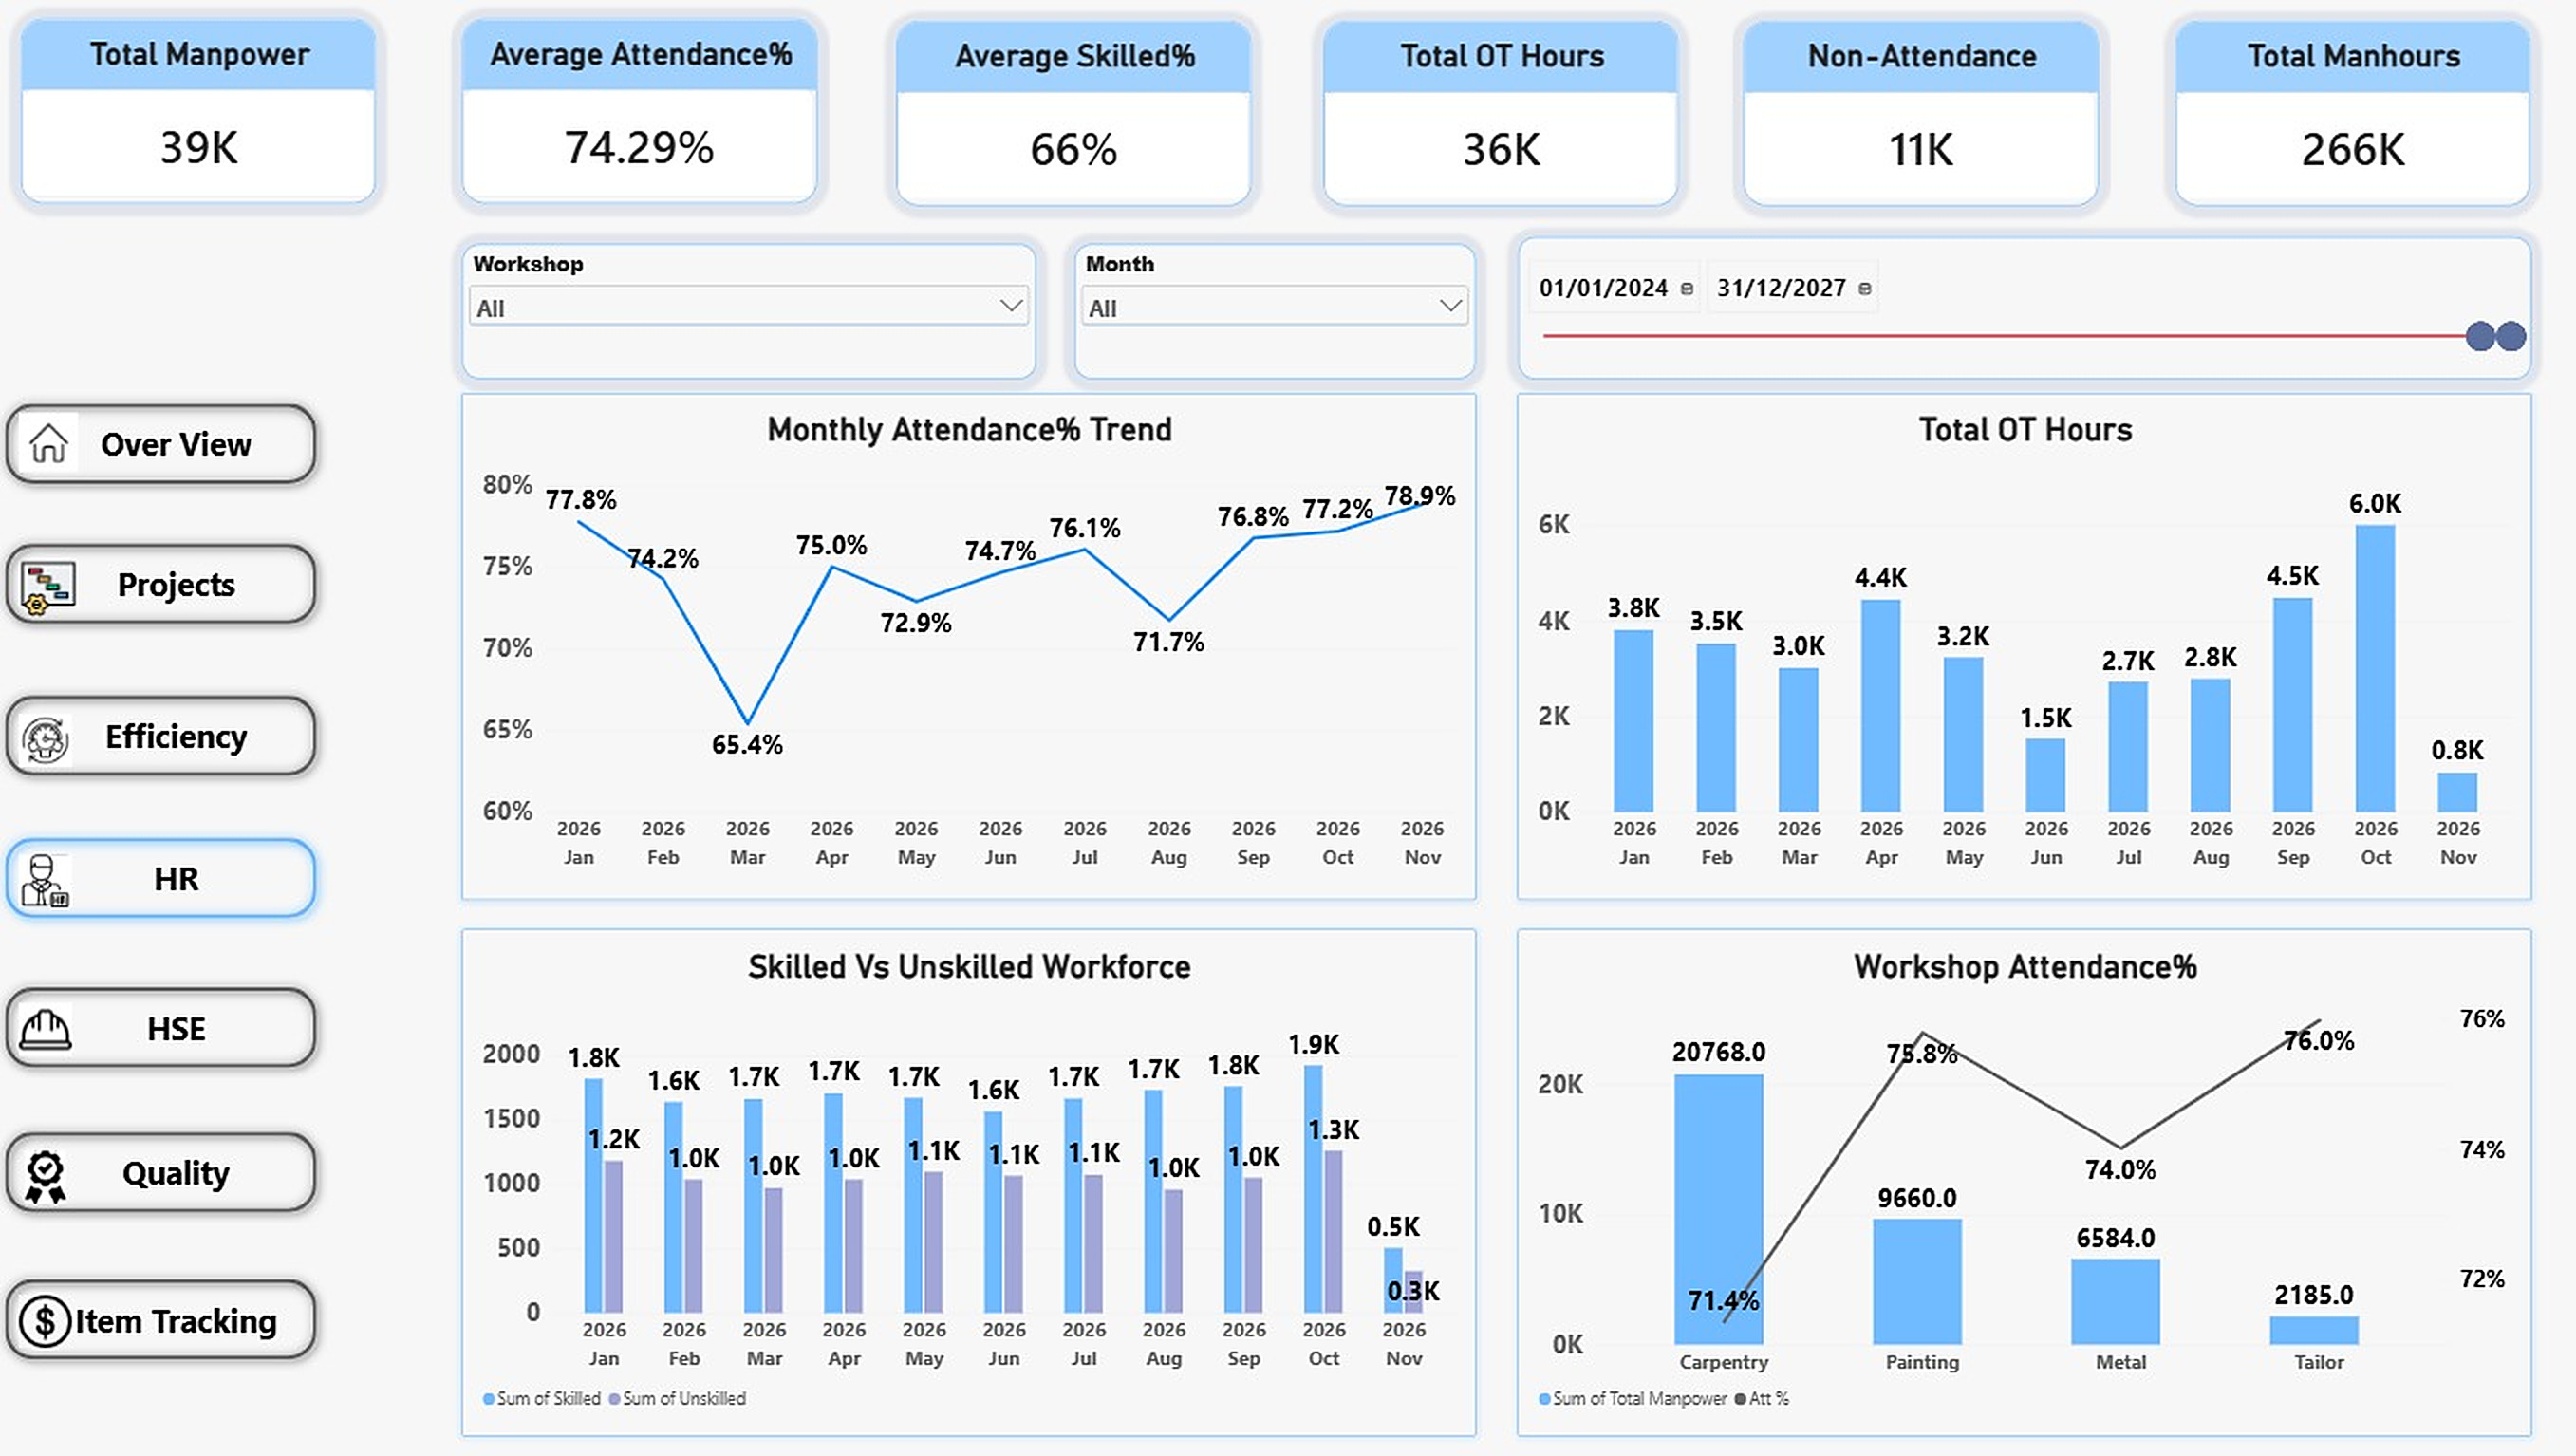 Total Manpower
39K
Average Attendance%
74.29%
Average Skilled%
66%
Total OT Hours
36K
Non-Attendance
11K
Total Manhours
266K
Workshop
All
Month
All
01/01/2024 31/12/2027
Over View
Projects
Efficiency
HR
HSE
Quality
Item Tracking
Monthly Attendance% Trend
80%
75%
70%
65%
60%
77.8% 74.2% 65.4% 75.0% 72.9% 74.7% 76.1% 71.7% 76.8% 77.2% 78.9%
2026 2026 2026 2026 2026 2026 2026 2026 2026 2026 2026
Jan Feb Mar Apr May Jun Jul Aug Sep Oct Nov
Total OT Hours
6K
4K
2K
0K
3.8K 3.5K 3.0K 4.4K 3.2K 1.5K 2.7K 2.8K 4.5K 6.0K 0.8K
2026 2026 2026 2026 2026 2026 2026 2026 2026 2026 2026
Jan Feb Mar Apr May Jun Jul Aug Sep Oct Nov
Skilled Vs Unskilled Workforce
2000
1500
1000
500
0
1.8K 1.6K 1.7K 1.7K 1.7K 1.6K 1.7K 1.7K 1.8K 1.9K 0.5K
1.2K 1.0K 1.0K 1.0K 1.1K 1.1K 1.1K 1.0K 1.0K 1.3K 0.3K
2026 2026 2026 2026 2026 2026 2026 2026 2026 2026 2026
Jan Feb Mar Apr May Jun Jul Aug Sep Oct Nov
Sum of Skilled Sum of Unskilled
Workshop Attendance%
20K
10K
0K
20768.0 9660.0 6584.0 2185.0
71.4% 75.8% 74.0% 76.0%
76%
74%
72%
Carpentry Painting Metal Tailor
Sum of Total Manpower Att %